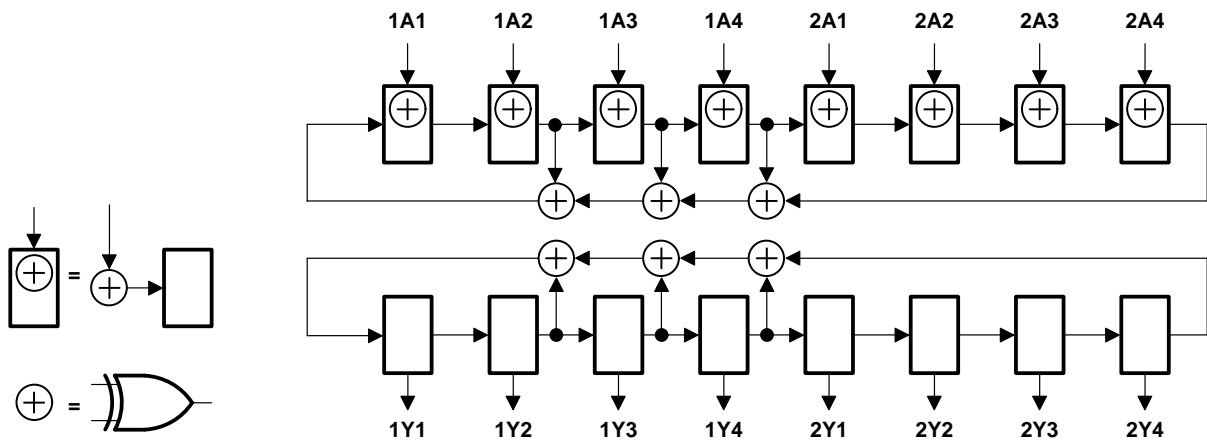 1A1 1A2 1A3 1A4 2A1 2A2 2A3 2A4
=
=
1Y1 1Y2 1Y3 1Y4 2Y1 2Y2 2Y3 2Y4